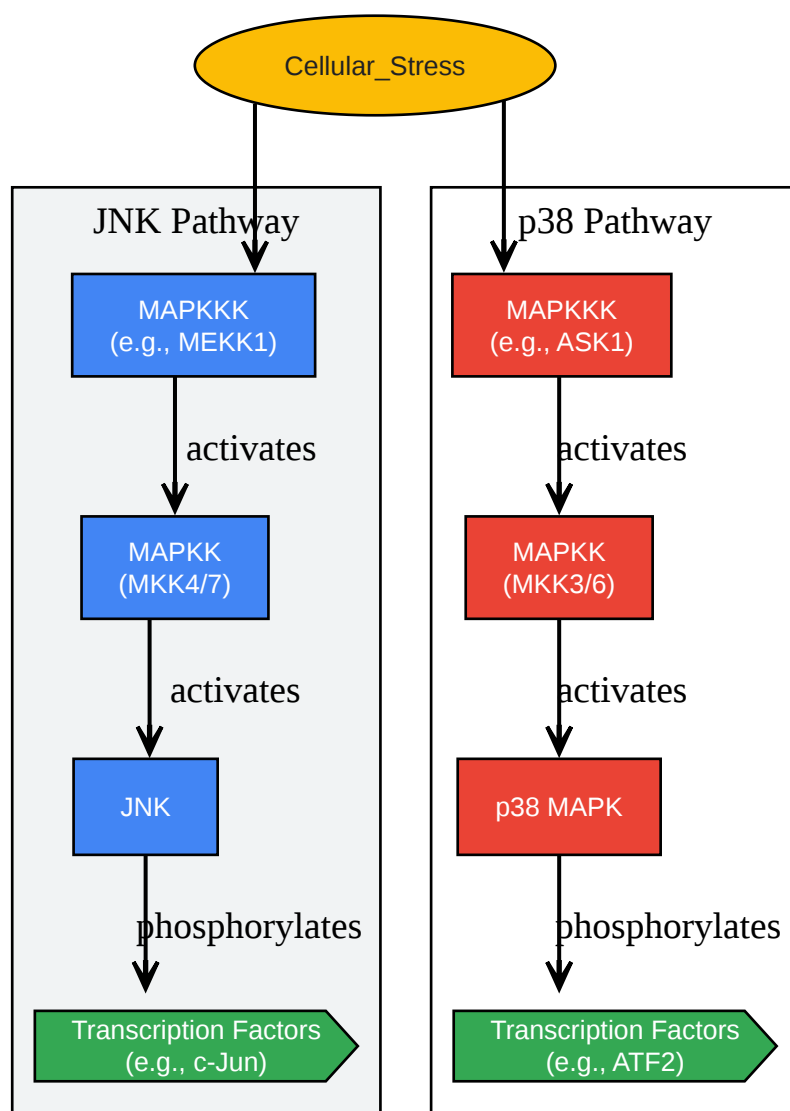 Cellular_Stress
JNK Pathway
MAPKKK
(e.g., MEKK1)
activates
MAPKK
(MKK4/7)
activates
JNK
phosphorylates
Transcription Factors
(e.g., c-Jun)
p38 Pathway
MAPKKK
(e.g., ASK1)
activates
MAPKK
(MKK3/6)
activates
p38 MAPK
phosphorylates
Transcription Factors
(e.g., ATF2)